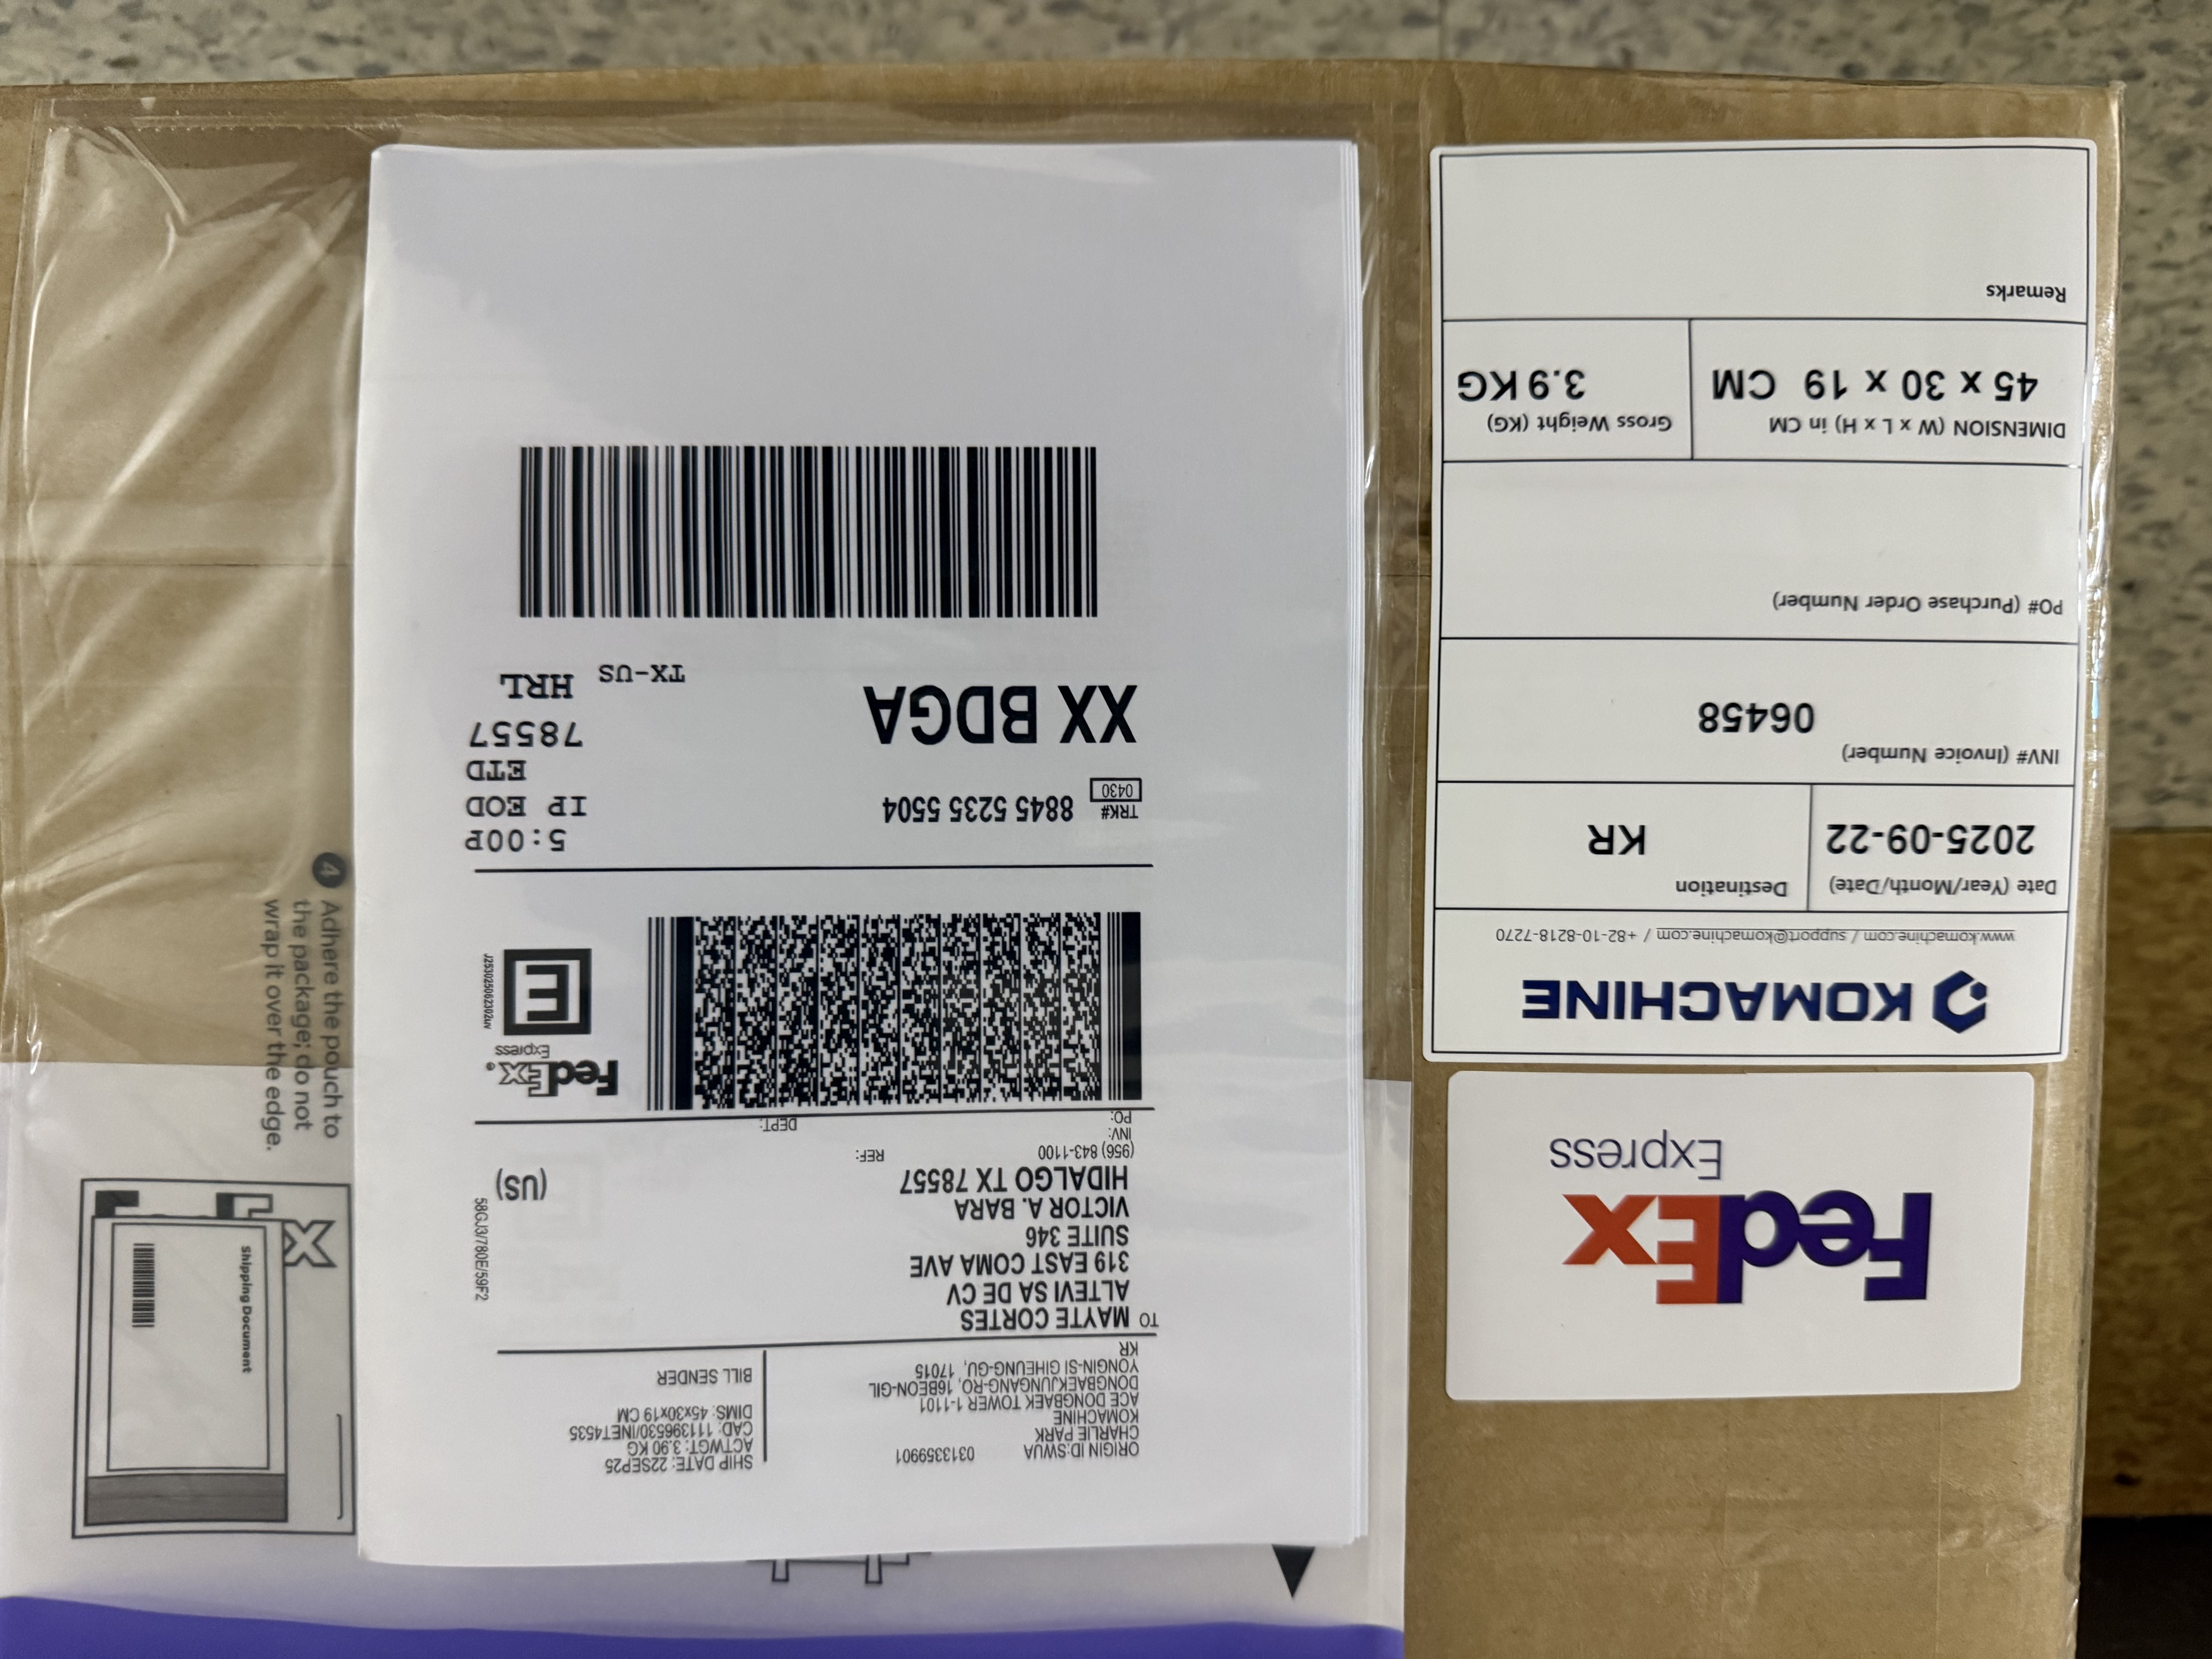 ORIGIN ID:SWUA 0313359901
CHARLIE PARK
KOMACHINE
ACE DONGBAEK TOWER 1-1101
DONGBAEKJUNGANG-RO, 16BEON-GIL
YONGIN-SI GIHEUNG-GU, 17015
KR
SHIP DATE: 22SEP25
ACTWGT: 3.90 KG
CAD: 111396530/INET4535
DIMS: 45x30x19 CM
BILL SENDER
TO MAYTE CORTES
ALTEVI SA DE CV
319 EAST COMA AVE
SUITE 346
VICTOR A. BARA
HIDALGO TX 78557
(US)
(956) 843-1100 REF:
INV:
PO: DEPT:
58GJ3/780E/59F2
FedEx®
Express
E
J253025062302uv
TRK# 8845 5235 5504
0430
5:00P
IP EOD
ETD
XX BDGA
78557
TX-US HRL
FedEx
Express
KOMACHINE
www.komachine.com / support@komachine.com / +82-10-8218-7270
Date (Year/Month/Date) Destination
2025-09-22 KR
INV# (Invoice Number)
06458
PO# (Purchase Order Number)
DIMENSION (W x L x H) in CM Gross Weight (KG)
45 x 30 x 19 CM 3.9 KG
Remarks
4 Adhere the pouch to
the package; do not
wrap it over the edge.
Shipping Document